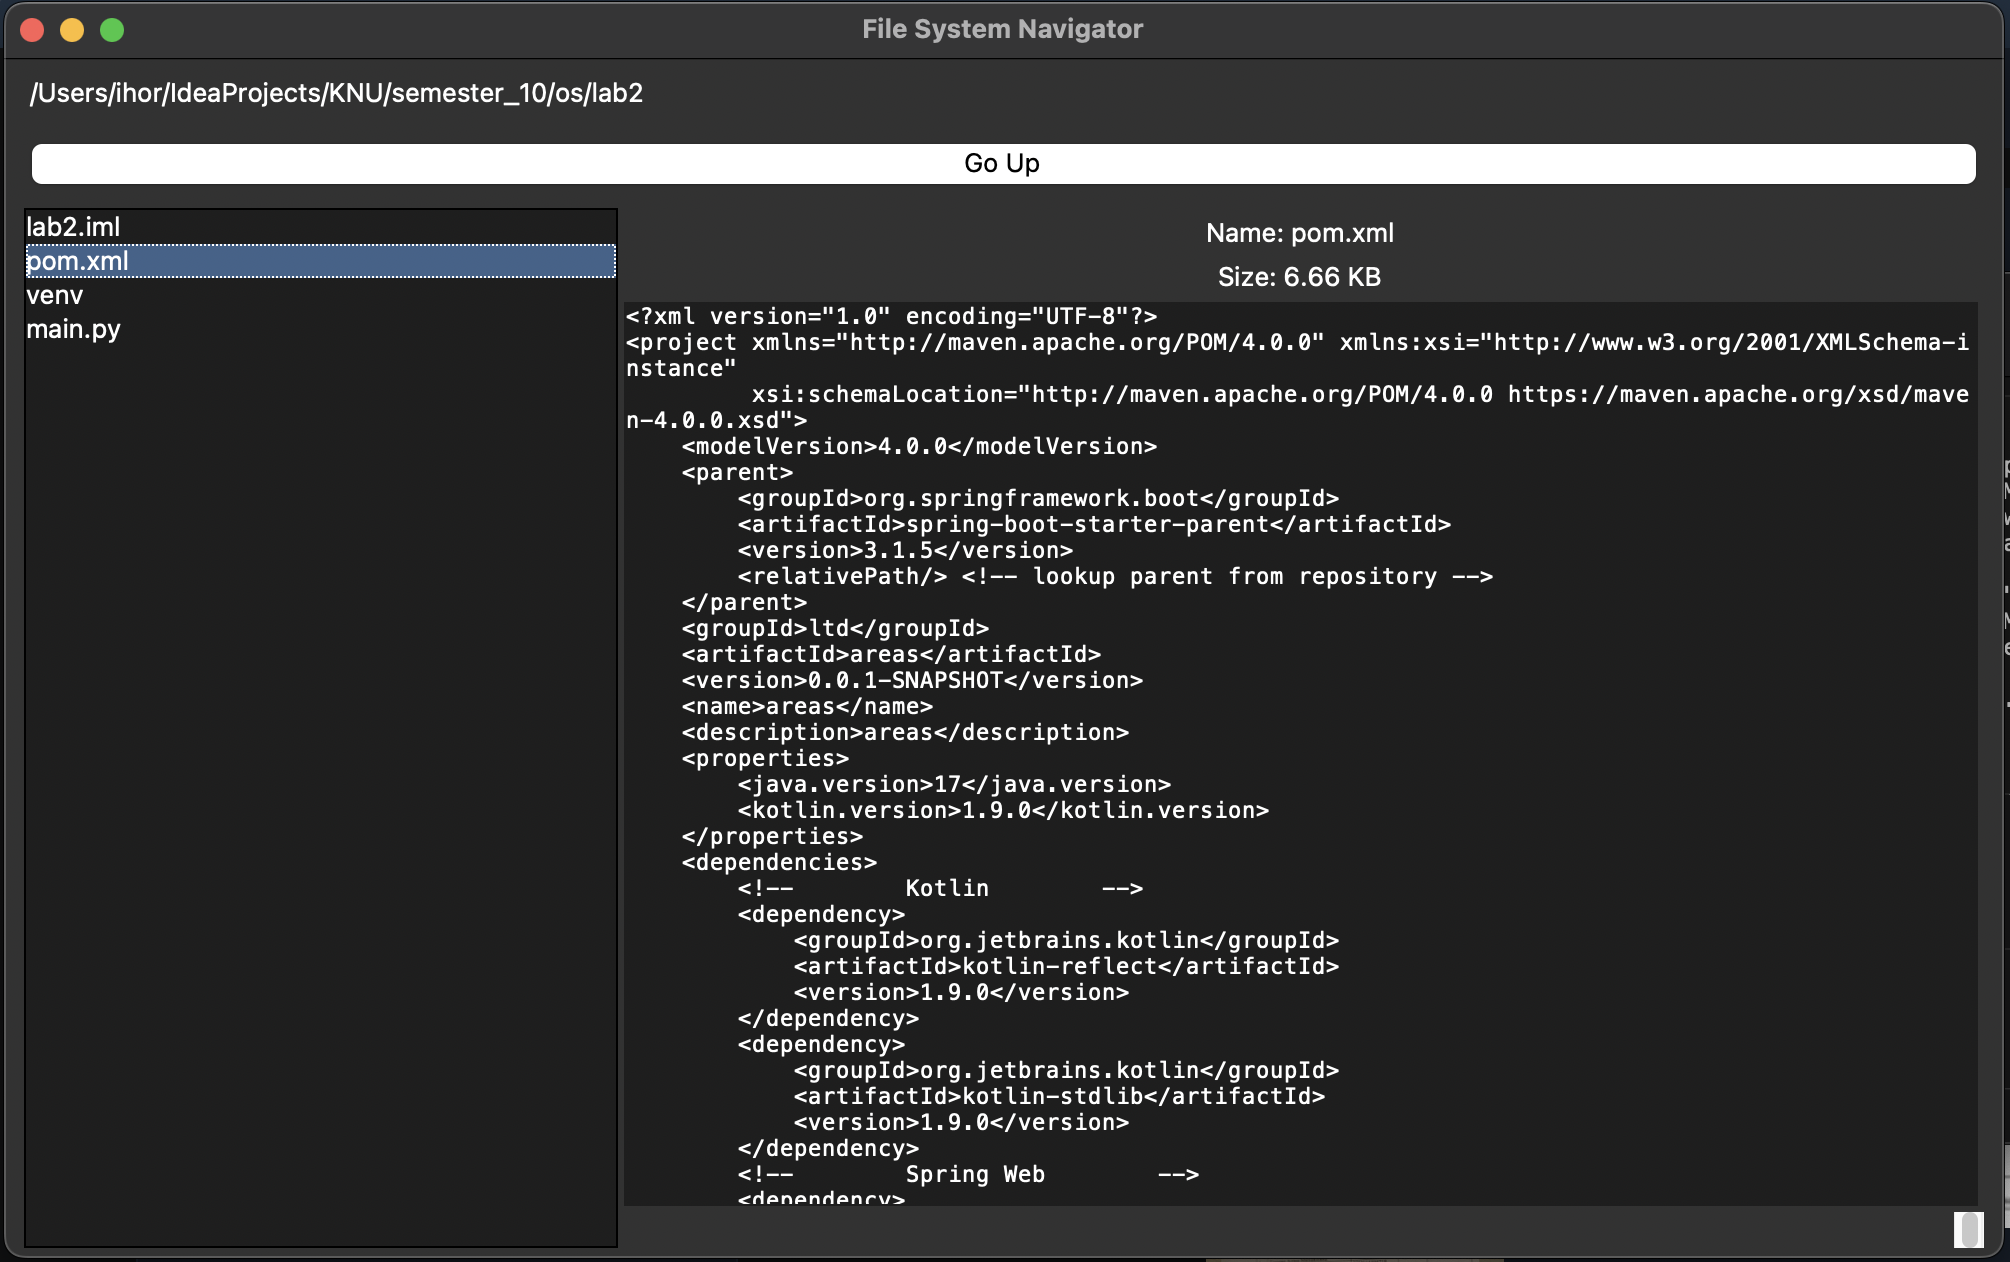 File System Navigator
/Users/ihor/IdeaProjects/KNU/semester_10/os/lab2
Go Up
lab2.iml
pom.xml
venv
main.py
Name: pom.xml
Size: 6.66 KB
<?xml version="1.0" encoding="UTF-8"?>
<project xmlns="http://maven.apache.org/POM/4.0.0" xmlns:xsi="http://www.w3.org/2001/XMLSchema-i
nstance"
         xsi:schemaLocation="http://maven.apache.org/POM/4.0.0 https://maven.apache.org/xsd/mave
n-4.0.0.xsd">
    <modelVersion>4.0.0</modelVersion>
    <parent>
        <groupId>org.springframework.boot</groupId>
        <artifactId>spring-boot-starter-parent</artifactId>
        <version>3.1.5</version>
        <relativePath/> <!-- lookup parent from repository -->
    </parent>
    <groupId>ltd</groupId>
    <artifactId>areas</artifactId>
    <version>0.0.1-SNAPSHOT</version>
    <name>areas</name>
    <description>areas</description>
    <properties>
        <java.version>17</java.version>
        <kotlin.version>1.9.0</kotlin.version>
    </properties>
    <dependencies>
        <!--        Kotlin        -->
        <dependency>
            <groupId>org.jetbrains.kotlin</groupId>
            <artifactId>kotlin-reflect</artifactId>
            <version>1.9.0</version>
        </dependency>
        <dependency>
            <groupId>org.jetbrains.kotlin</groupId>
            <artifactId>kotlin-stdlib</artifactId>
            <version>1.9.0</version>
        </dependency>
        <!--        Spring Web        -->
        <dependency>